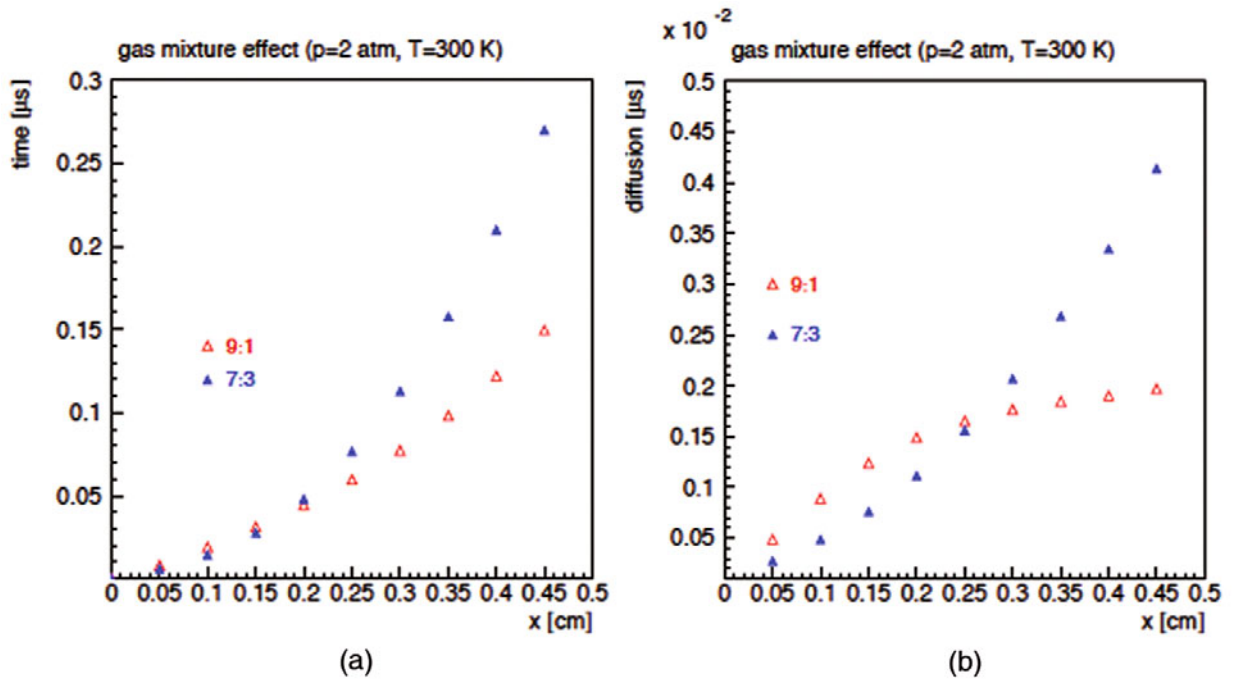 gas mixture effect (p=2 atm, T=300 K)
time [μs]
0.3
0.25
0.2
0.15
0.1
0.05
9:1
7:3
0 0.05 0.1 0.15 0.2 0.25 0.3 0.35 0.4 0.45 0.5
x [cm]
(a)
x 10 -2
gas mixture effect (p=2 atm, T=300 K)
diffusion [μs]
0.5
0.45
0.4
0.35
0.3
0.25
0.2
0.15
0.1
0.05
9:1
7:3
0 0.05 0.1 0.15 0.2 0.25 0.3 0.35 0.4 0.45 0.5
x [cm]
(b)